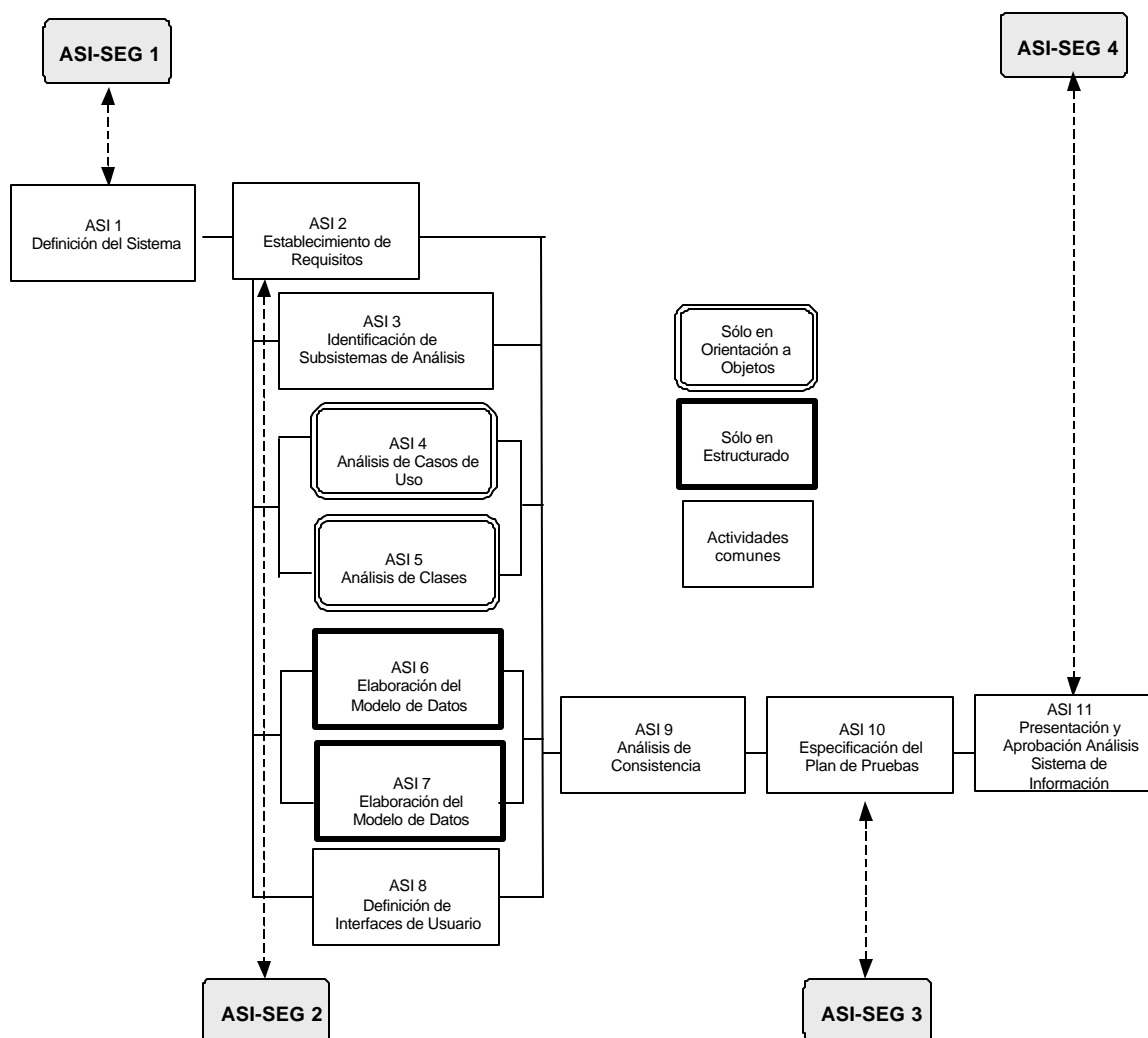 ASI-SEG 1
ASI-SEG 4
ASI 1
Definición del Sistema
ASI 2
Establecimiento de
Requisitos
ASI 3
Identificación de
Subsistemas de Análisis
ASI 4
Análisis de Casos de
Uso
ASI 5
Análisis de Clases
ASI 6
Elaboración del
Modelo de Datos
ASI 7
Elaboración del
Modelo de Datos
ASI 8
Definición de
Interfaces de Usuario
Sólo en
Orientación a
Objetos
Sólo en
Estructurado
Actividades
comunes
ASI 9
Análisis de
Consistencia
ASI 10
Especificación del
Plan de Pruebas
ASI 11
Presentación y
Aprobación Análisis
Sistema de
Información
ASI-SEG 2
ASI-SEG 3